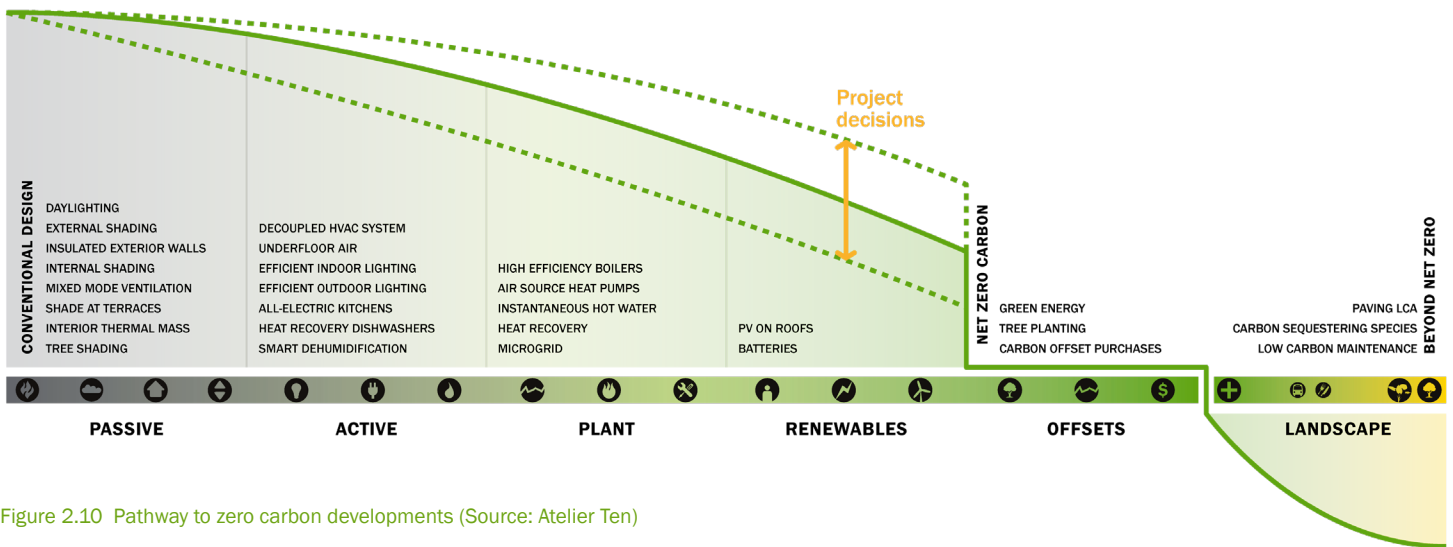 Project
decisions
CONVENTIONAL DESIGN
DAYLIGHTING
EXTERNAL SHADING
INSULATED EXTERIOR WALLS
INTERNAL SHADING
MIXED MODE VENTILATION
SHADE AT TERRACES
INTERIOR THERMAL MASS
TREE SHADING
DECOUPLED HVAC SYSTEM
UNDERFLOOR AIR
EFFICIENT INDOOR LIGHTING
EFFICIENT OUTDOOR LIGHTING
ALL-ELECTRIC KITCHENS
HEAT RECOVERY DISHWASHERS
SMART DEHUMIDIFICATION
HIGH EFFICIENCY BOILERS
AIR SOURCE HEAT PUMPS
INSTANTANEOUS HOT WATER
HEAT RECOVERY
MICROGRID
PV ON ROOFS
BATTERIES
NET ZERO CARBON
GREEN ENERGY
TREE PLANTING
CARBON OFFSET PURCHASES
PAVING LCA
CARBON SEQUESTERING SPECIES
LOW CARBON MAINTENANCE
BEYOND NET ZERO
$
PASSIVE
ACTIVE
PLANT
RENEWABLES
OFFSETS
LANDSCAPE
Figure 2.10 Pathway to zero carbon developments (Source: Atelier Ten)